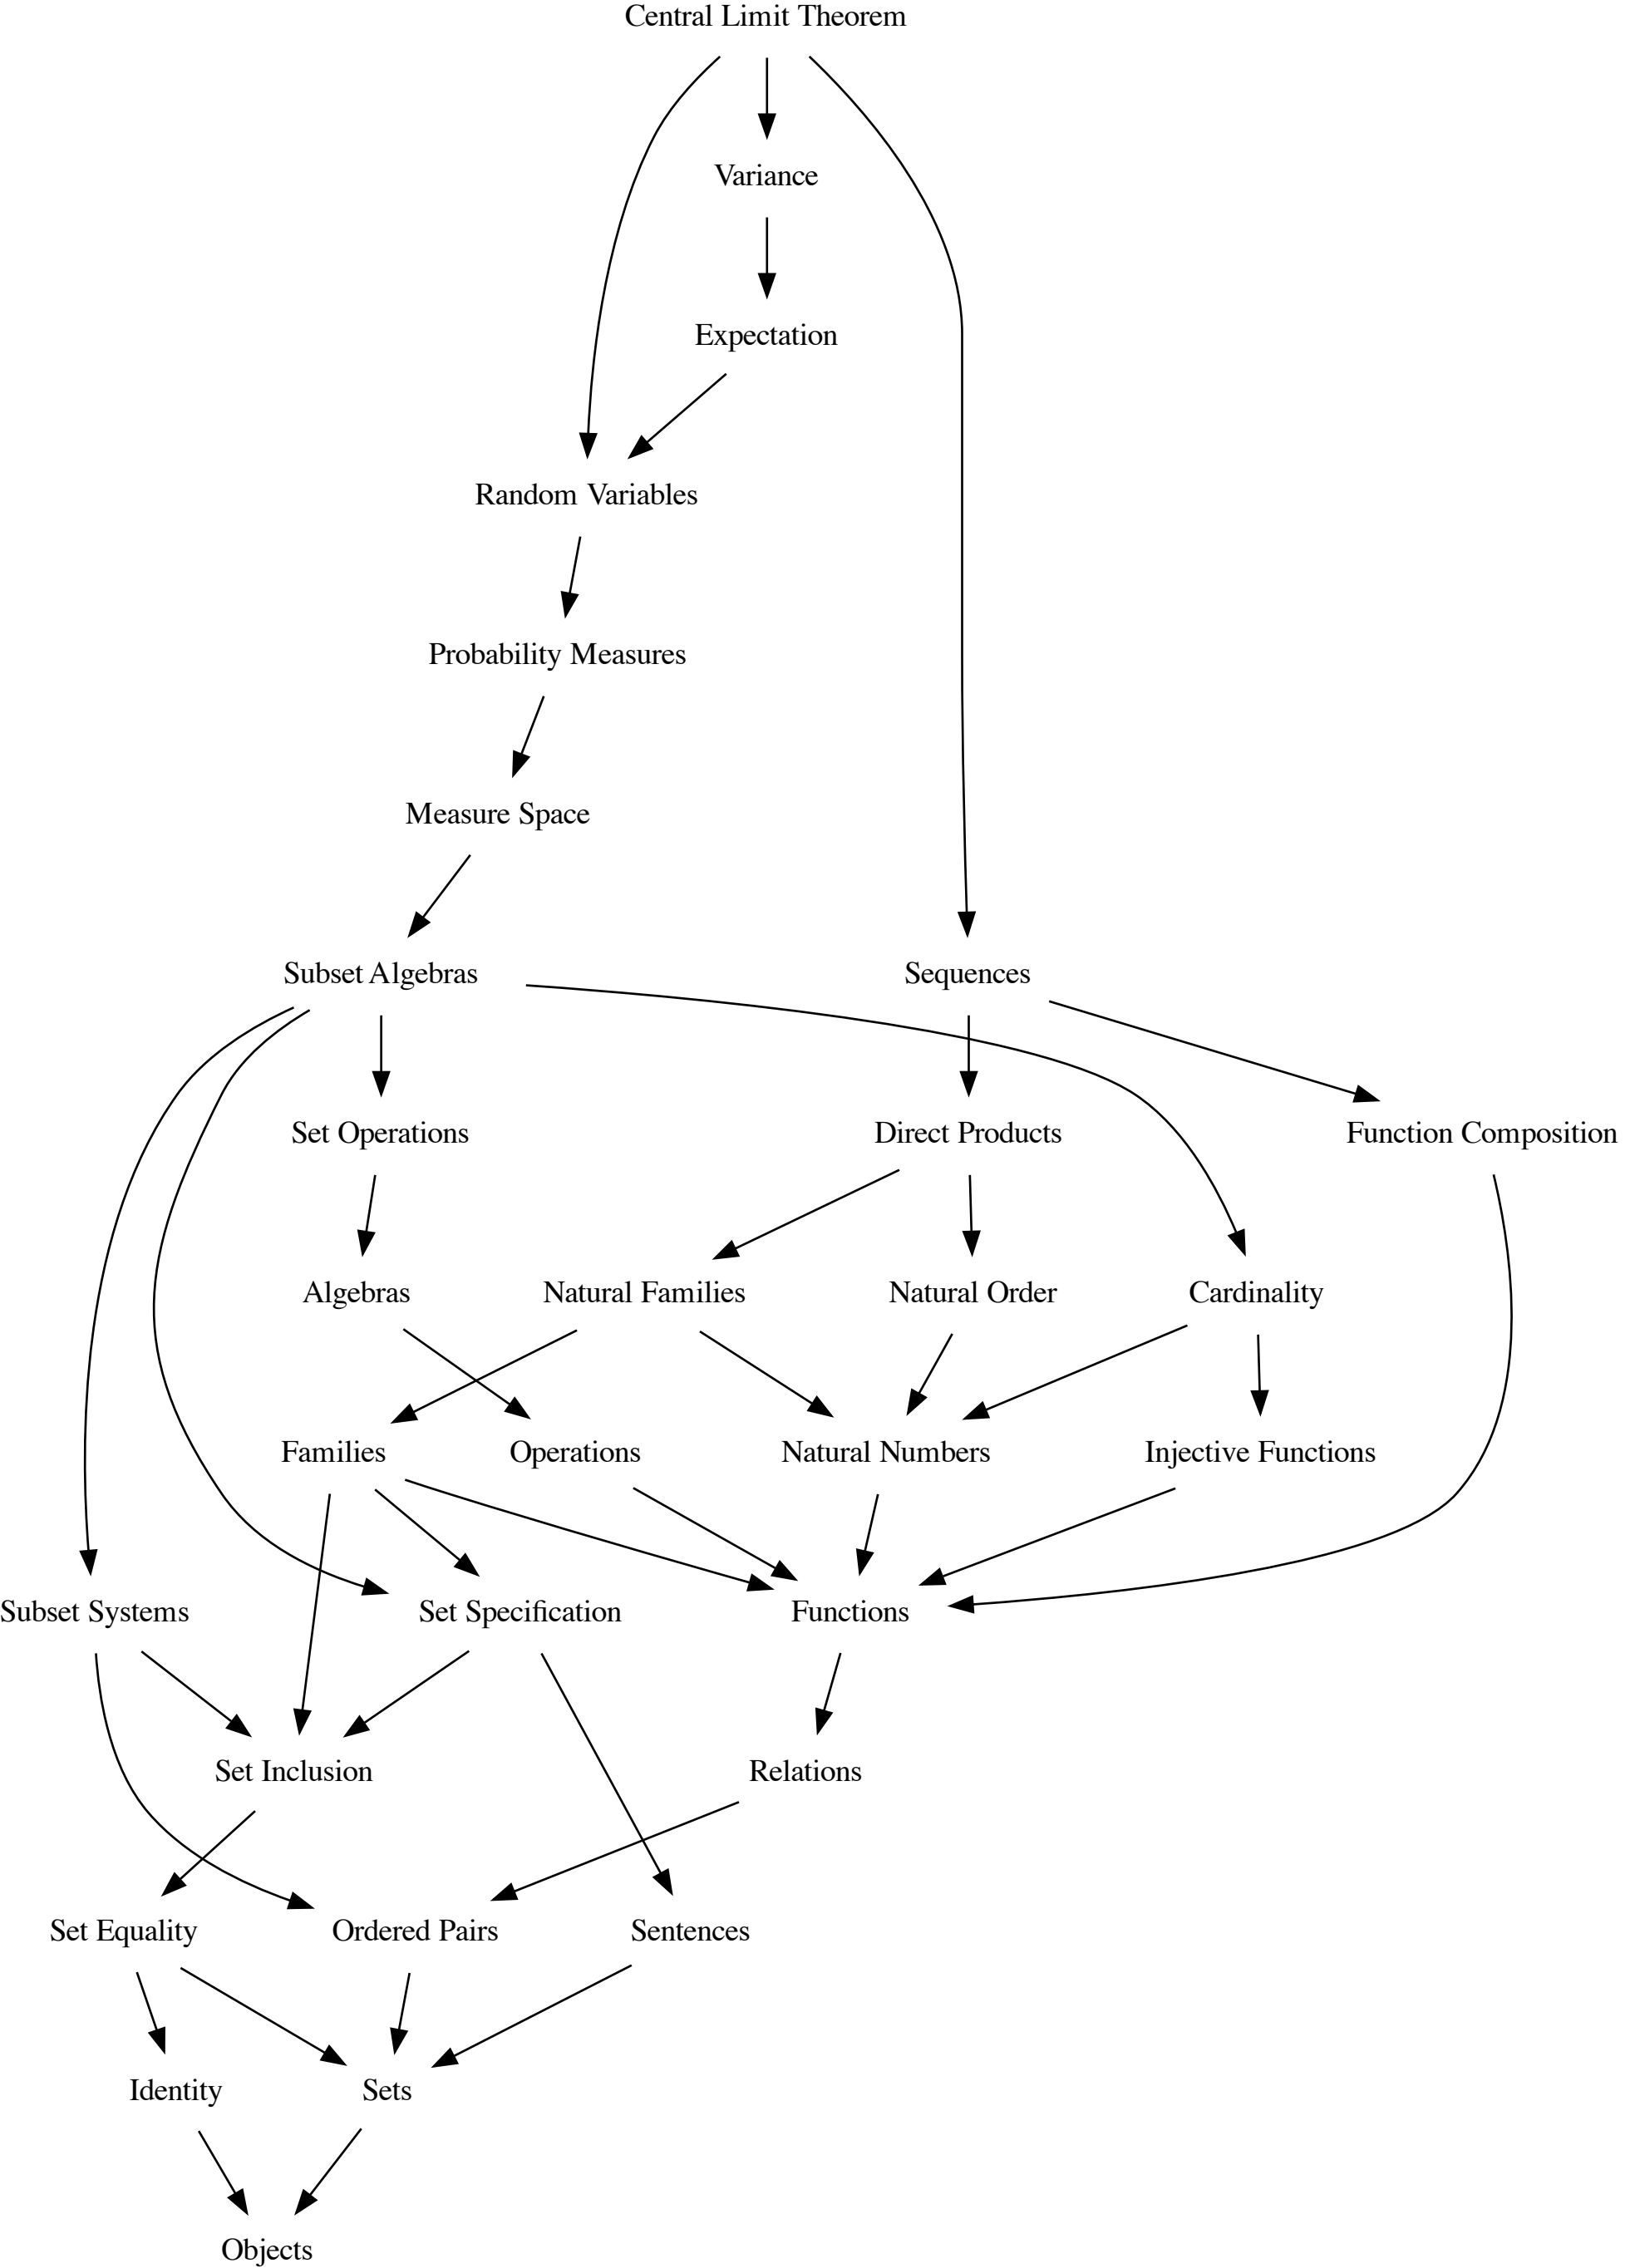 Central Limit Theorem
Variance
Expectation
Random Variables
Probability Measures
Measure Space
Subset Algebras
Sequences
Set Operations
Direct Products
Function Composition
Algebras
Natural Families
Natural Order
Cardinality
Families
Operations
Natural Numbers
Injective Functions
Subset Systems
Set Specification
Functions
Set Inclusion
Relations
Set Equality
Ordered Pairs
Sentences
Identity
Sets
Objects